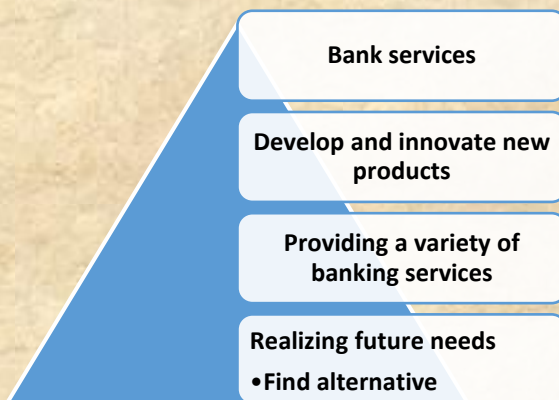 Bank services
Develop and innovate new
products
Providing a variety of
banking services
Realizing future needs
•Find alternative